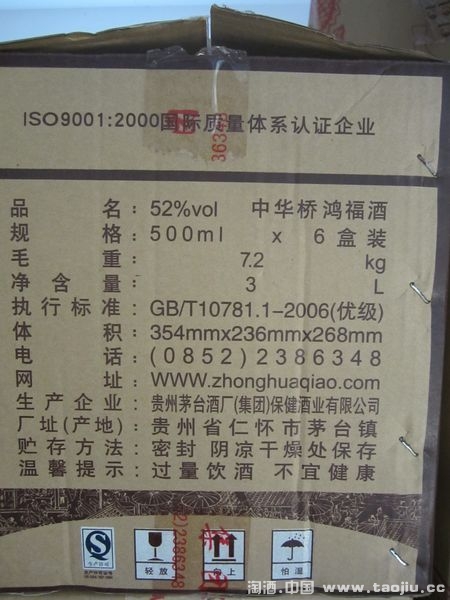 ISO9001:2000国际质量体系认证企业
品 名：52%vol 中华桥鸿福酒
规 格：500ml x 6盒装
毛 重： 7.2 kg
净 含 量： 3 L
执行标准：GB/T10781.1-2006(优级)
体 积：354mmx236mmx268mm
电 话：(0852)2386348
网 址：WWW.zhonghuaqiao.com
生产企业：贵州茅台酒厂(集团)保健酒业有限公司
厂址(产地)：贵州省仁怀市茅台镇
贮存方法：密封 阴凉干燥处保存
温馨提示：过量饮酒 不宜健康
2)2386348
轻放 向上 怕湿
淘酒.中国 www.taojiu.cc